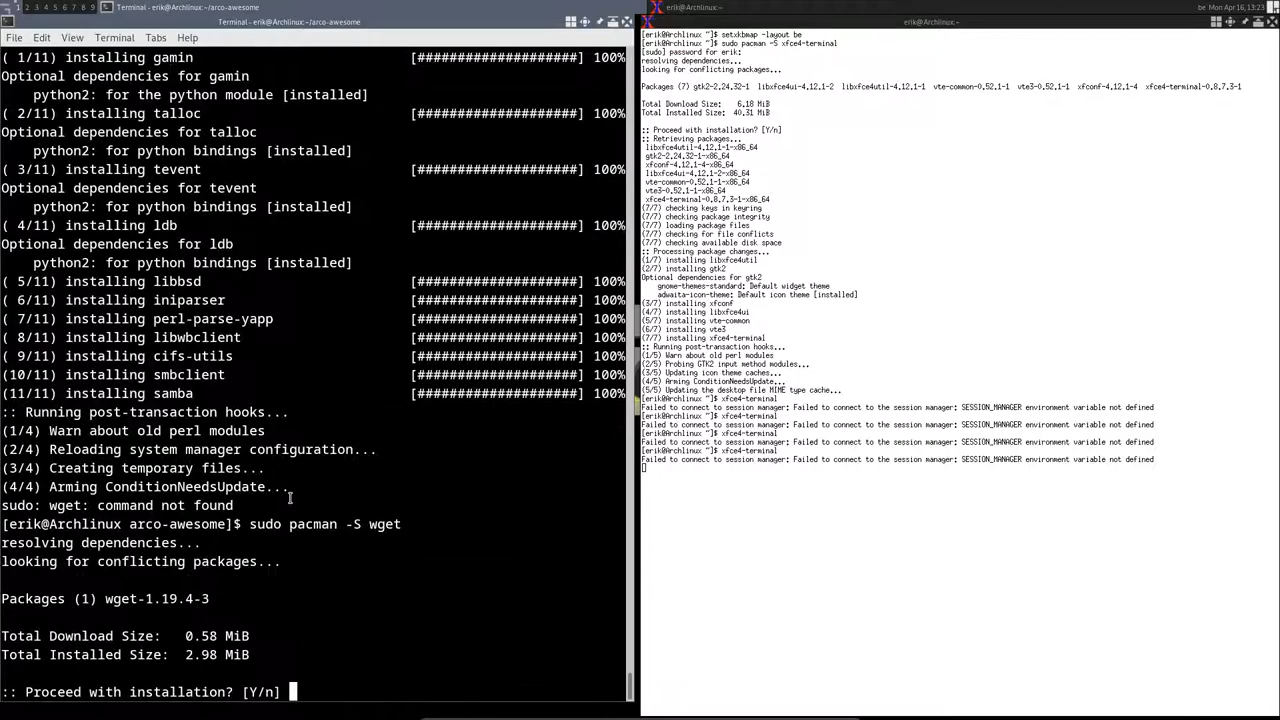 1 2 3 4 5 6 7 8 9 Terminal - erik@Archlinux:~/arco-awesome
Terminal - erik@Archlinux:~/arco-awesome
File Edit View Terminal Tabs Help
( 1/11) installing gamin [####################] 100%
Optional dependencies for gamin
python2: for the python module [installed]
( 2/11) installing talloc [####################] 100%
Optional dependencies for talloc
python2: for python bindings [installed]
( 3/11) installing tevent [####################] 100%
Optional dependencies for tevent
python2: for python bindings [installed]
( 4/11) installing ldb [####################] 100%
Optional dependencies for ldb
python2: for python bindings [installed]
( 5/11) installing libbsd [####################] 100%
( 6/11) installing iniparser [####################] 100%
( 7/11) installing perl-parse-yapp [####################] 100%
( 8/11) installing libwbclient [####################] 100%
( 9/11) installing cifs-utils [####################] 100%
(10/11) installing smbclient [####################] 100%
(11/11) installing samba [####################] 100%
:: Running post-transaction hooks...
(1/4) Warn about old perl modules
(2/4) Reloading system manager configuration...
(3/4) Creating temporary files...
(4/4) Arming ConditionNeedsUpdate...
sudo: wget: command not found
[erik@Archlinux arco-awesome]$ sudo pacman -S wget
resolving dependencies...
looking for conflicting packages...
Packages (1) wget-1.19.4-3
Total Download Size: 0.58 MiB
Total Installed Size: 2.98 MiB
:: Proceed with installation? [Y/n]
erik@Archlinux:~ be Mon Apr 16, 13:23
erik@Archlinux:~
[erik@Archlinux ~]$ setxkbmap -layout be
[erik@Archlinux ~]$ sudo pacman -S xfce4-terminal
[sudo] password for erik:
resolving dependencies...
looking for conflicting packages...
Packages (7) gtk2-2.24.32-1 libxfce4ui-4.12.1-2 libxfce4util-4.12.1-1 vte-common-0.52.1-1 vte3-0.52.1-1 xfconf-4.12.1-4 xfce4-terminal-0.8.7.3-1
Total Download Size: 6.18 MiB
Total Installed Size: 40.31 MiB
:: Proceed with installation? [Y/n]
:: Retrieving packages...
libxfce4util-4.12.1-1-x86_64
gtk2-2.24.32-1-x86_64
xfconf-4.12.1-4-x86_64
libxfce4ui-4.12.1-2-x86_64
vte-common-0.52.1-1-x86_64
vte3-0.52.1-1-x86_64
xfce4-terminal-0.8.7.3-1-x86_64
(7/7) checking keys in keyring
(7/7) checking package integrity
(7/7) loading package files
(7/7) checking for file conflicts
(7/7) checking available disk space
:: Processing package changes...
(1/7) installing libxfce4util
(2/7) installing gtk2
Optional dependencies for gtk2
gnome-themes-standard: Default widget theme
adwaita-icon-theme: Default icon theme [installed]
(3/7) installing xfconf
(4/7) installing libxfce4ui
(5/7) installing vte-common
(6/7) installing vte3
(7/7) installing xfce4-terminal
:: Running post-transaction hooks...
(1/5) Warn about old perl modules
(2/5) Probing GTK2 input method modules...
(3/5) Updating icon theme caches...
(4/5) Arming ConditionNeedsUpdate...
(5/5) Updating the desktop file MIME type cache...
[erik@Archlinux ~]$ xfce4-terminal
Failed to connect to session manager: Failed to connect to the session manager: SESSION_MANAGER environment variable not defined
[erik@Archlinux ~]$ xfce4-terminal
Failed to connect to session manager: Failed to connect to the session manager: SESSION_MANAGER environment variable not defined
[erik@Archlinux ~]$ xfce4-terminal
Failed to connect to session manager: Failed to connect to the session manager: SESSION_MANAGER environment variable not defined
[erik@Archlinux ~]$ xfce4-terminal
Failed to connect to session manager: Failed to connect to the session manager: SESSION_MANAGER environment variable not defined